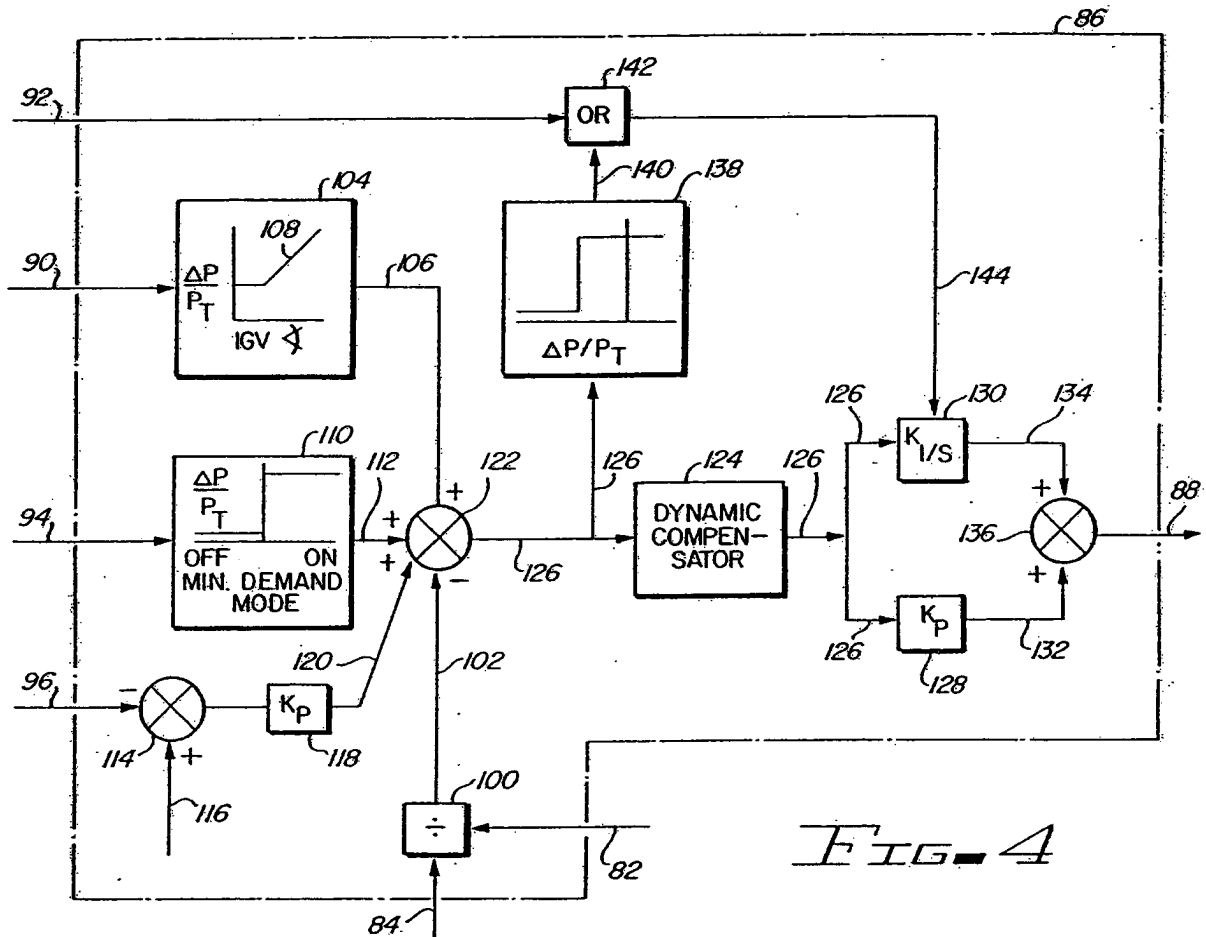 86
142
92
OR
140
138
104
108
ΔP
P_T
IGV ∢
90
106
ΔP/P_T
144
110
ΔP
P_T
OFF ON
MIN. DEMAND
MODE
94
112
+
+
+
−
122
126
126
124
DYNAMIC
COMPEN-
SATOR
126
126
130
K_I/S
134
+
136
+
88
K_P
126
128
132
96
−
114
+
116
K_P
118
120
102
100
÷
82
84
FIG. 4